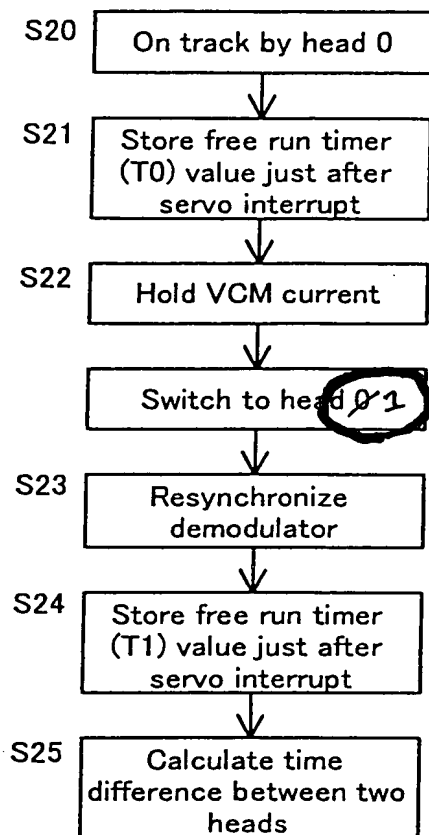 S20
On track by head 0
S21
Store free run timer
(T0) value just after
servo interrupt
S22
Hold VCM current
Switch to head 0 1
S23
Resynchronize
demodulator
S24
Store free run timer
(T1) value just after
servo interrupt
S25
Calculate time
difference between two
heads